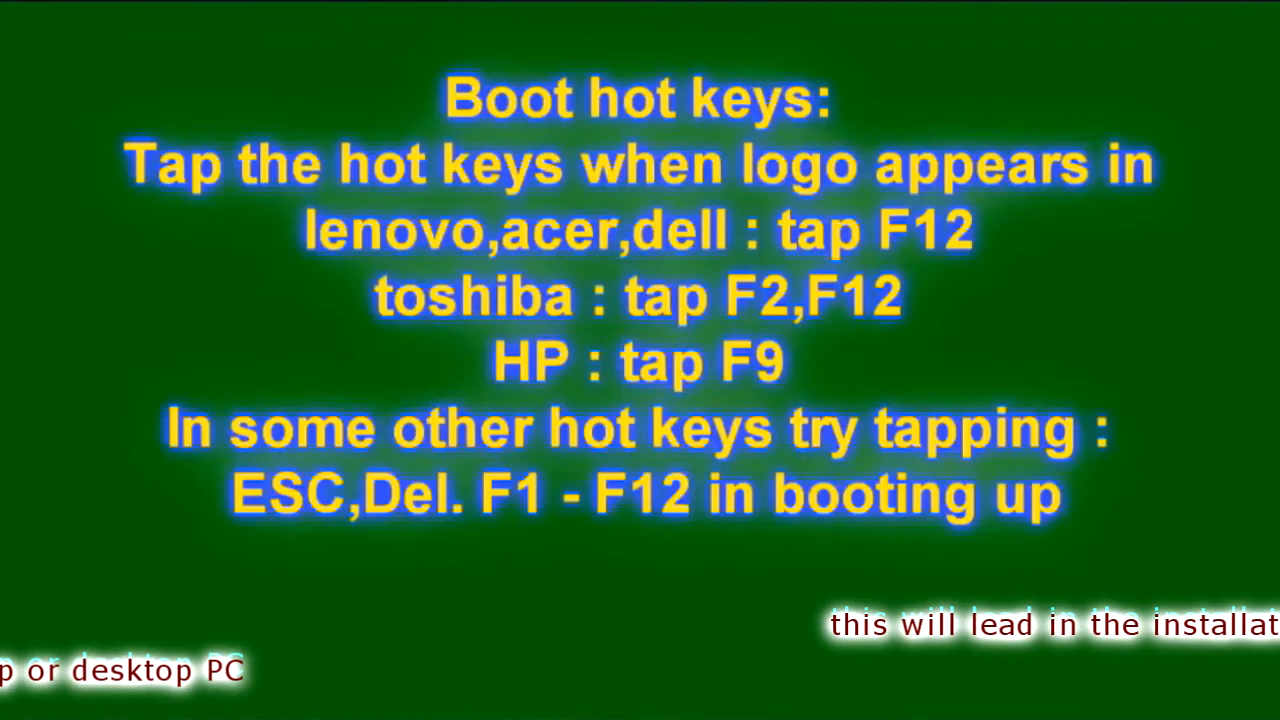 Boot hot keys:
Tap the hot keys when logo appears in
lenovo,acer,dell : tap F12
toshiba : tap F2,F12
HP : tap F9
In some other hot keys try tapping :
ESC,Del. F1 - F12 in booting up
this will lead in the installat
p or desktop PC